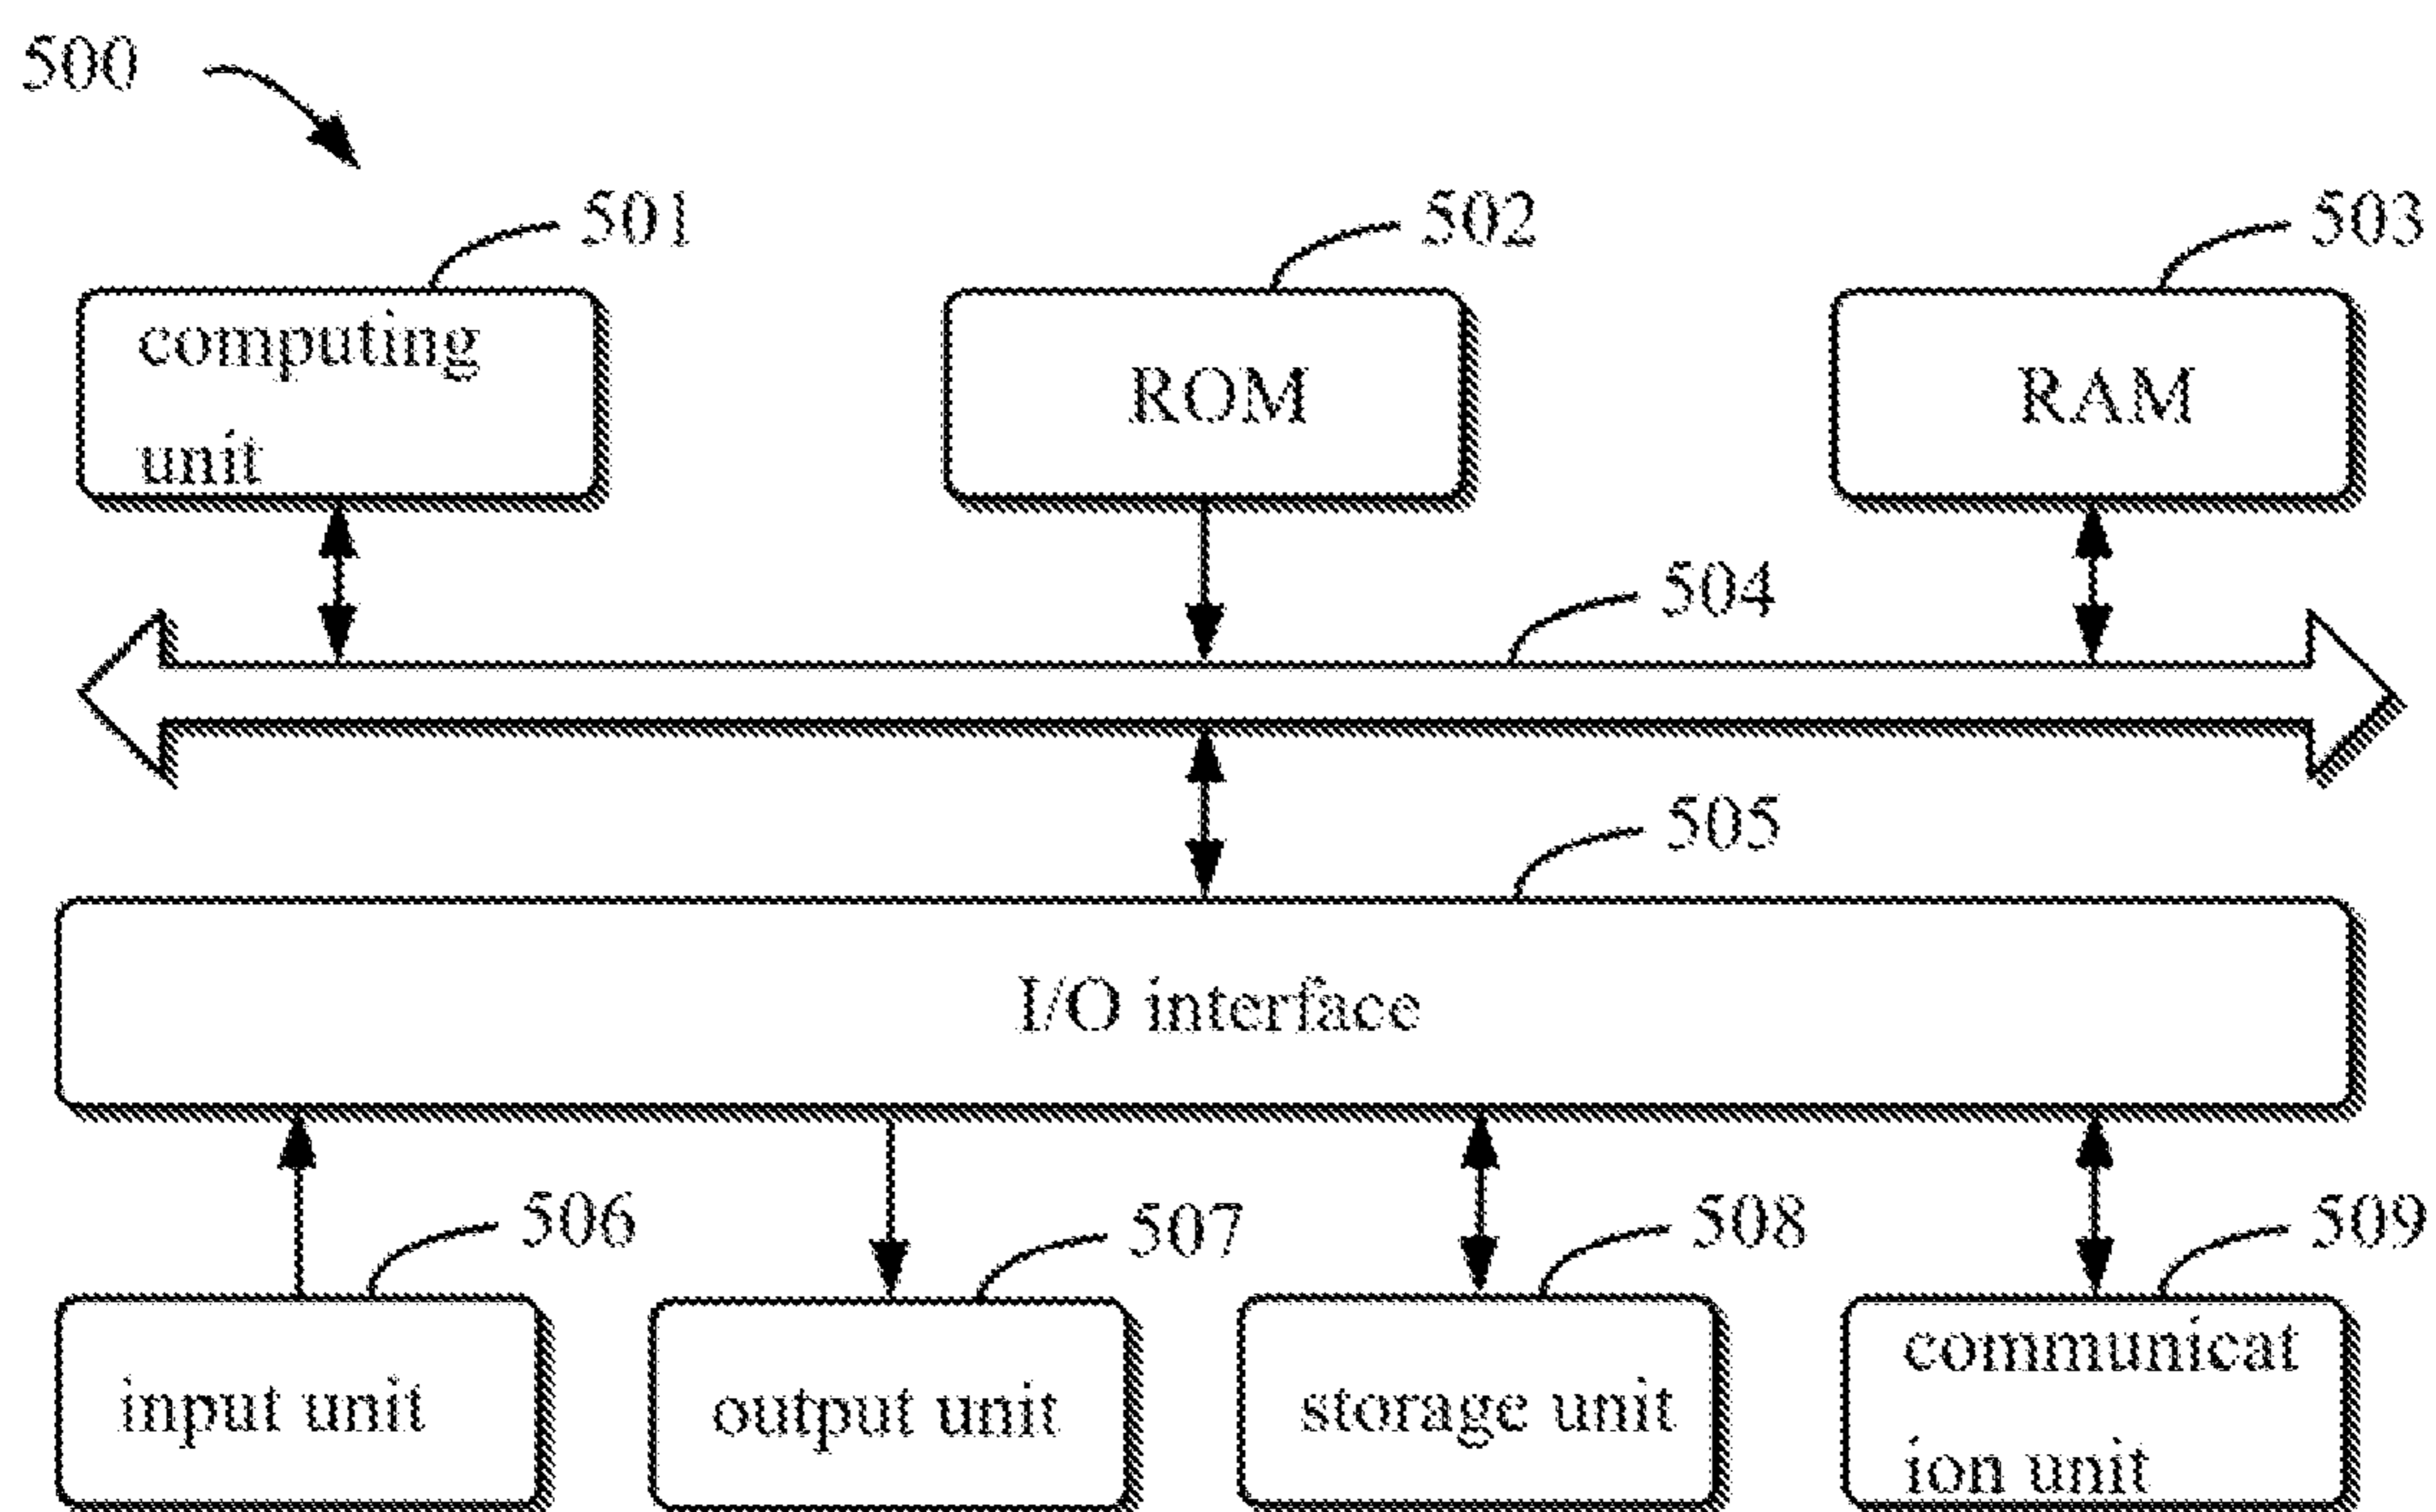 500
501
502
503
computing
unit
ROM
RAM
504
505
I/O interface
506
507
508
509
input unit
output unit
storage unit
communicat
ion unit